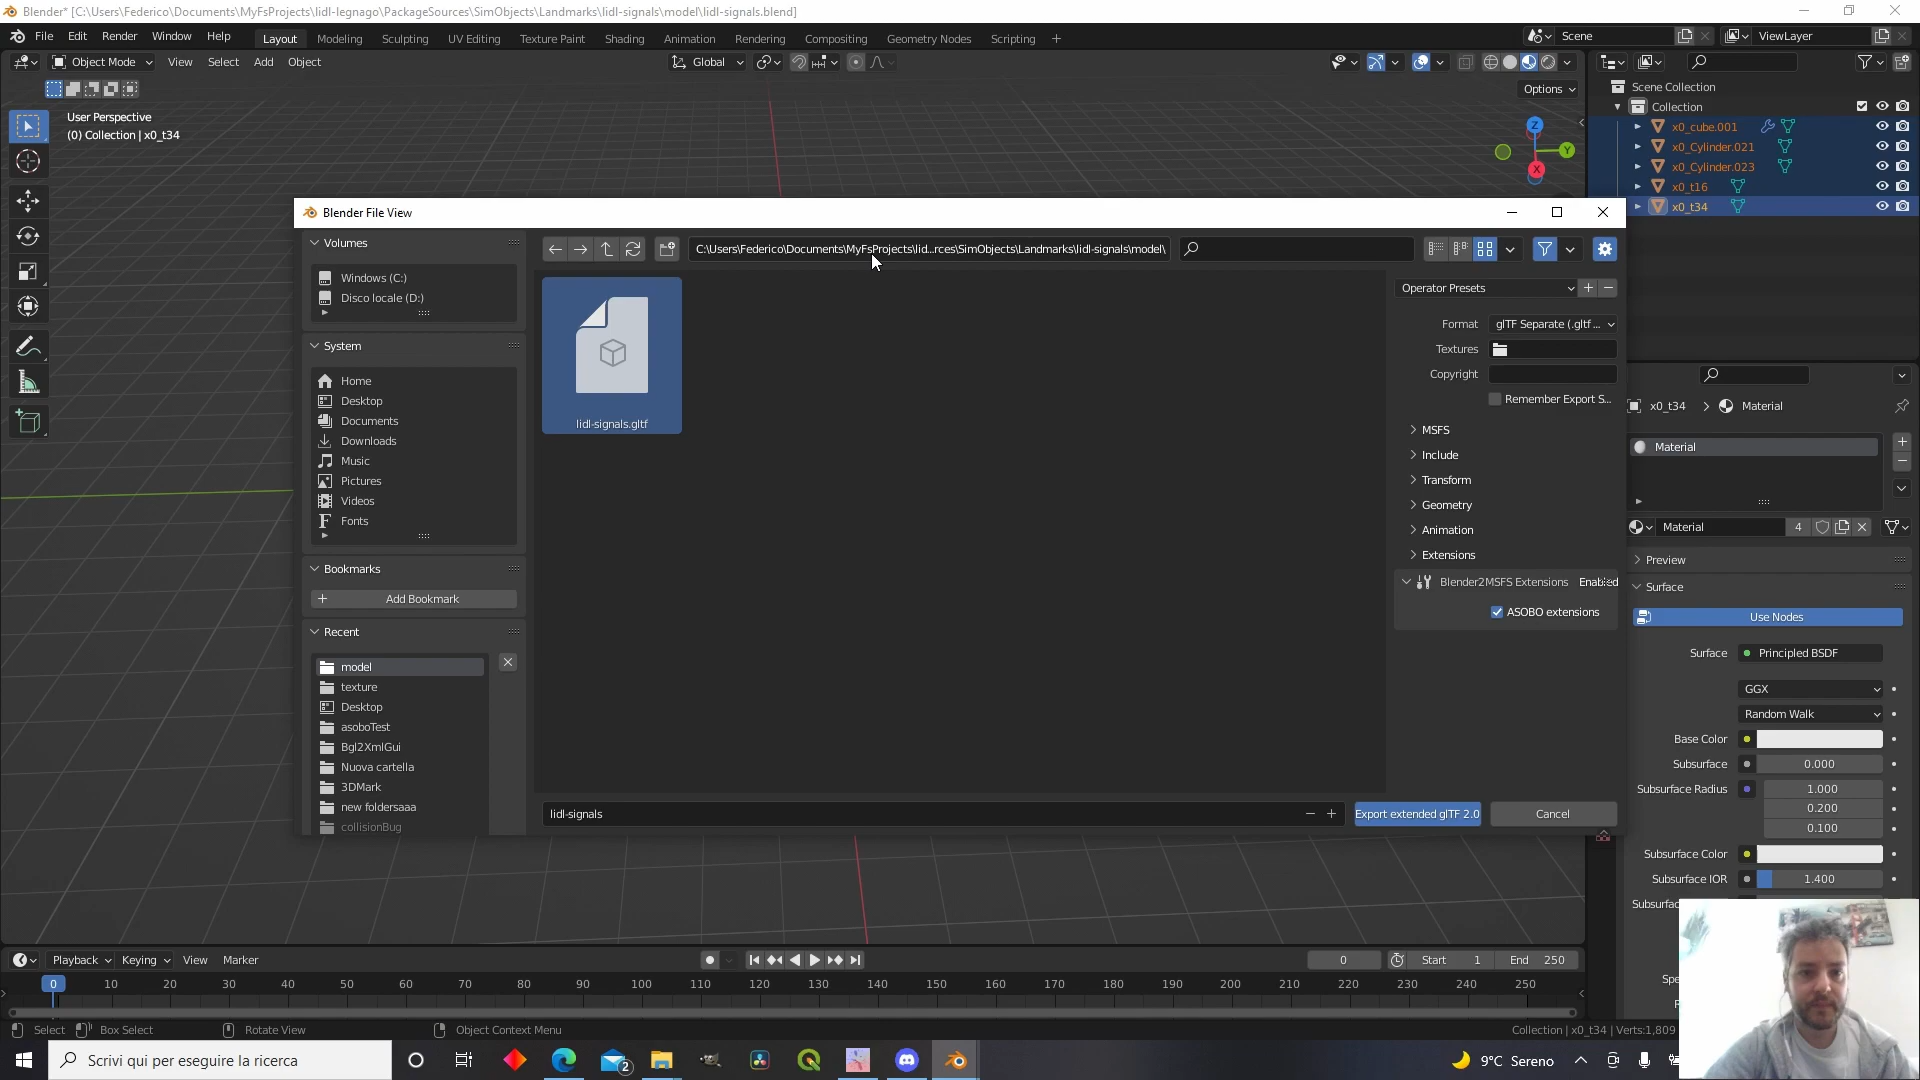 Blender* [C:\Users\Federico\Documents\MyFsProjects\lidl-legnago\PackageSources\SimObjects\Landmarks\lidl-signals\model\lidl-signals.blend]
File Edit Render Window Help Layout Modeling Sculpting UV Editing Texture Paint Shading Animation Rendering Compositing Geometry Nodes Scripting + Scene ViewLayer
Object Mode View Select Add Object Global
Options
User Perspective
(0) Collection | x0_t34
Z
Y
X
Scene Collection
Collection
x0_cube.001
x0_Cylinder.021
x0_Cylinder.023
x0_t16
x0_t34
Blender File View
Volumes
Windows (C:)
Disco locale (D:)
System
Home
Desktop
Documents
Downloads
Music
Pictures
Videos
Fonts
Bookmarks
Add Bookmark
Recent
model
texture
Desktop
asoboTest
Bgl2XmlGui
Nuova cartella
3DMark
new foldersaaa
collisionBug
C:\Users\Federico\Documents\MyFsProjects\lid...rces\SimObjects\Landmarks\lidl-signals\model\
lidl-signals.gltf
Operator Presets
Format glTF Separate (.gltf ...
Textures
Copyright
Remember Export S...
MSFS
Include
Transform
Geometry
Animation
Extensions
Blender2MSFS Extensions Enabled
ASOBO extensions
lidl-signals
Export extended glTF 2.0
Cancel
x0_t34 > Material
Material
Material 4
Preview
Surface
Use Nodes
Surface Principled BSDF
GGX
Random Walk
Base Color
Subsurface 0.000
Subsurface Radius 1.000
0.200
0.100
Subsurface Color
Subsurface IOR 1.400
Playback Keying View Marker 0 Start 1 End 250
0 10 20 30 40 50 60 70 80 90 100 110 120 130 140 150 160 170 180 190 200 210 220 230 240 250
Select Box Select Rotate View Object Context Menu Collection | x0_t34 | Verts:1,809
Scrivi qui per eseguire la ricerca 2 9°C Sereno